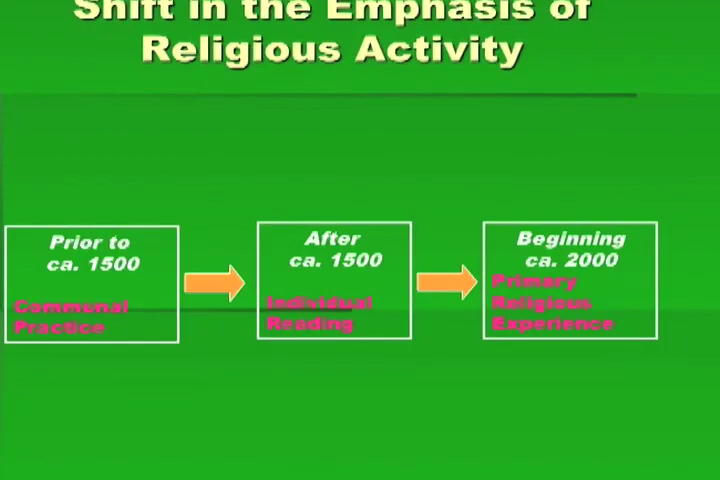 Shift in the Emphasis of
Religious Activity
Prior to
ca. 1500
Communal
Practice
After
ca. 1500
Individual
Reading
Beginning
ca. 2000
Primary
Religious
Experience